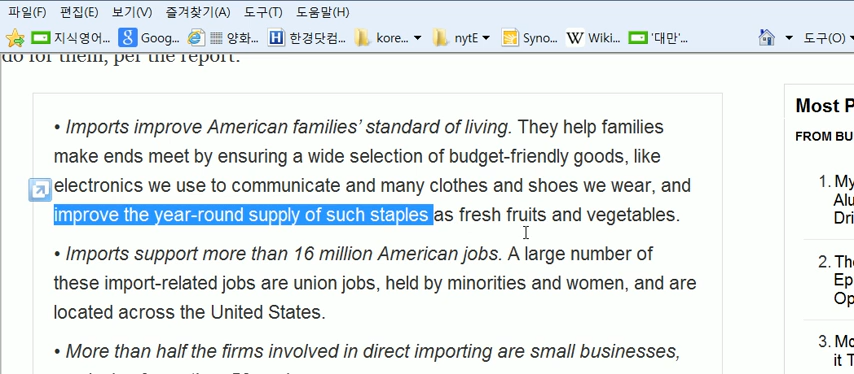 파일(F) 편집(E) 보기(V) 즐겨찾기(A) 도구(T) 도움말(H)
지식영어... Goog... 양화... 한경닷컴... kore... nytE Syno... W Wiki... '대만'... 도구(O)
do for them, per the report.
• Imports improve American families’ standard of living. They help families
make ends meet by ensuring a wide selection of budget-friendly goods, like
electronics we use to communicate and many clothes and shoes we wear, and
improve the year-round supply of such staples as fresh fruits and vegetables.
• Imports support more than 16 million American jobs. A large number of
these import-related jobs are union jobs, held by minorities and women, and are
located across the United States.
• More than half the firms involved in direct importing are small businesses,
Most P
FROM BU
1. My
Alu
Dri
2. The
Ep
Op
3. Mo
it T